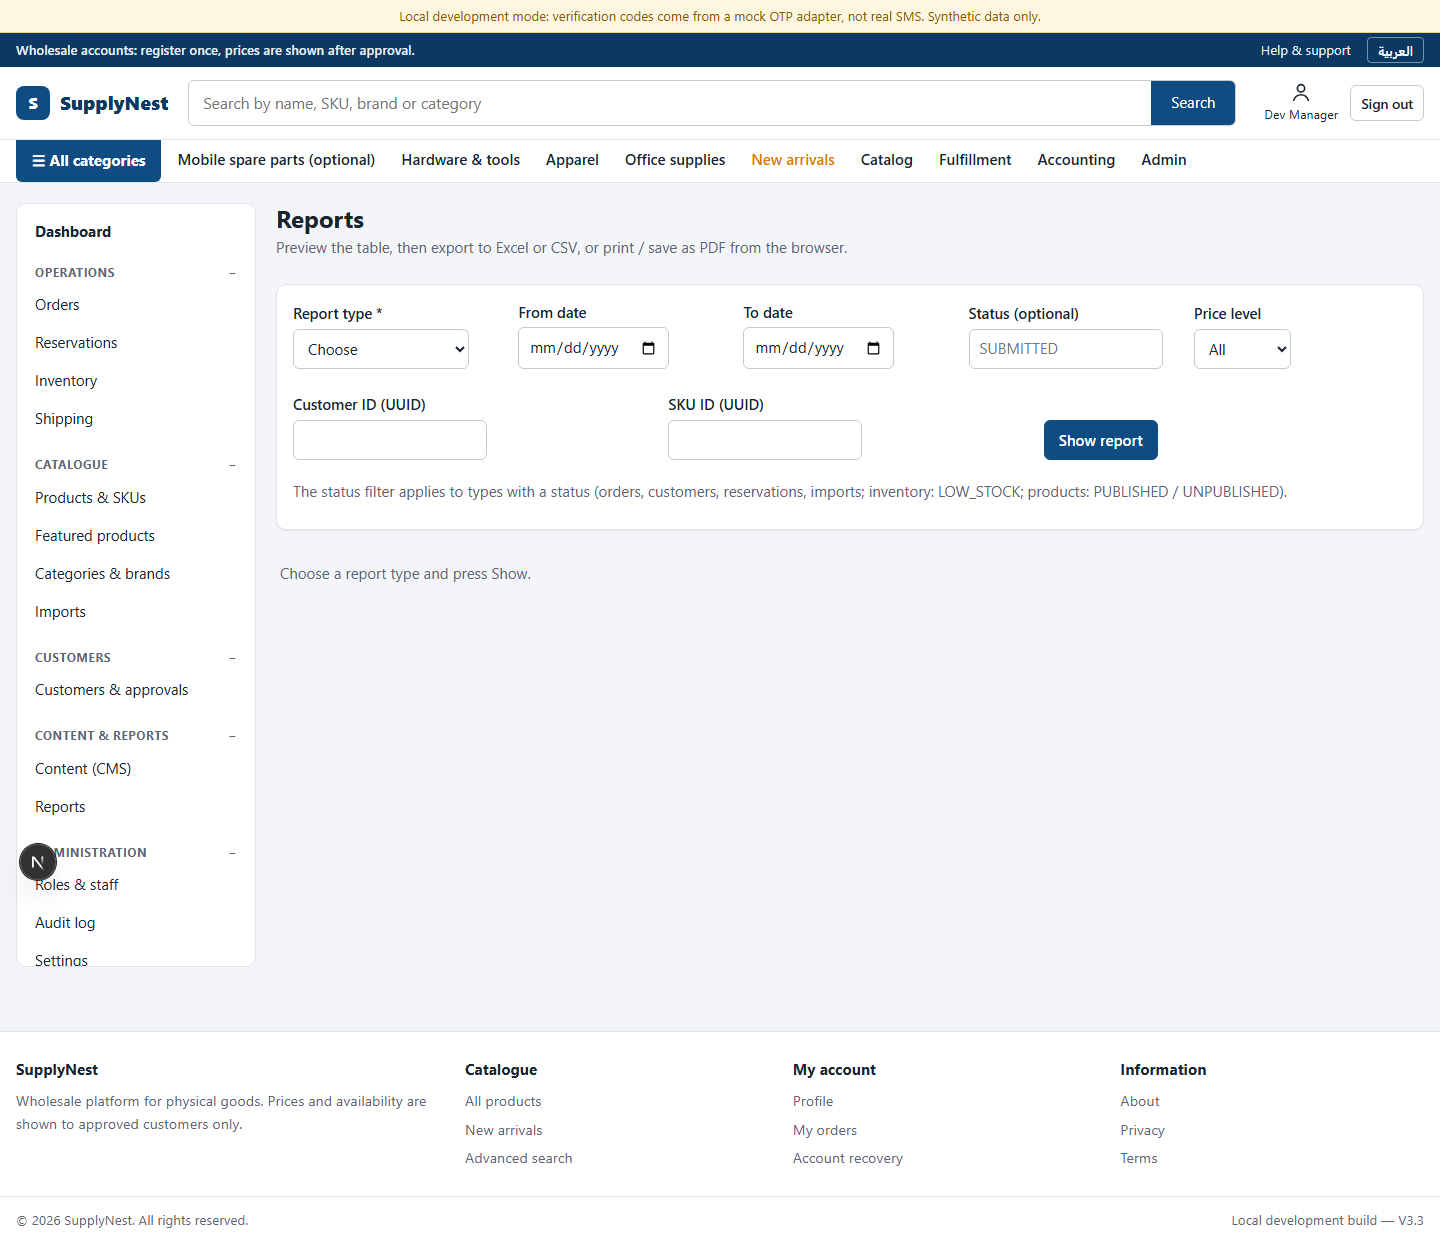 Local development mode: verification codes come from a mock OTP adapter, not real SMS. Synthetic data only.
Wholesale accounts: register once, prices are shown after approval.
Help & support
العربية
S
SupplyNest
Search by name, SKU, brand or category
Search
Dev Manager
Sign out
☰ All categories
Mobile spare parts (optional)
Hardware & tools
Apparel
Office supplies
New arrivals
Catalog
Fulfillment
Accounting
Admin
Dashboard
OPERATIONS –
Orders
Reservations
Inventory
Shipping
CATALOGUE –
Products & SKUs
Featured products
Categories & brands
Imports
CUSTOMERS –
Customers & approvals
CONTENT & REPORTS –
Content (CMS)
Reports
N
MINISTRATION –
Roles & staff
Audit log
Settings
Reports
Preview the table, then export to Excel or CSV, or print / save as PDF from the browser.
Report type *
Choose
From date
mm/dd/yyyy
To date
mm/dd/yyyy
Status (optional)
SUBMITTED
Price level
All
Customer ID (UUID)
SKU ID (UUID)
Show report
The status filter applies to types with a status (orders, customers, reservations, imports; inventory: LOW_STOCK; products: PUBLISHED / UNPUBLISHED).
Choose a report type and press Show.
SupplyNest
Wholesale platform for physical goods. Prices and availability are
shown to approved customers only.
Catalogue
All products
New arrivals
Advanced search
My account
Profile
My orders
Account recovery
Information
About
Privacy
Terms
© 2026 SupplyNest. All rights reserved.
Local development build — V3.3